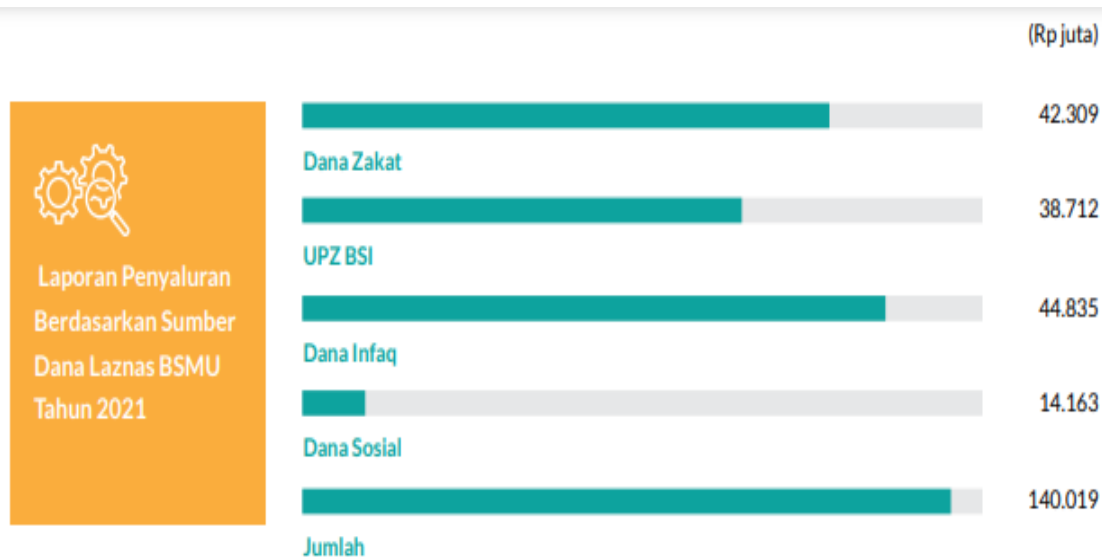 (Rp juta)
Laporan Penyaluran
Berdasarkan Sumber
Dana Laznas BSMU
Tahun 2021
42.309
Dana Zakat
38.712
UPZ BSI
44.835
Dana Infaq
14.163
Dana Sosial
140.019
Jumlah